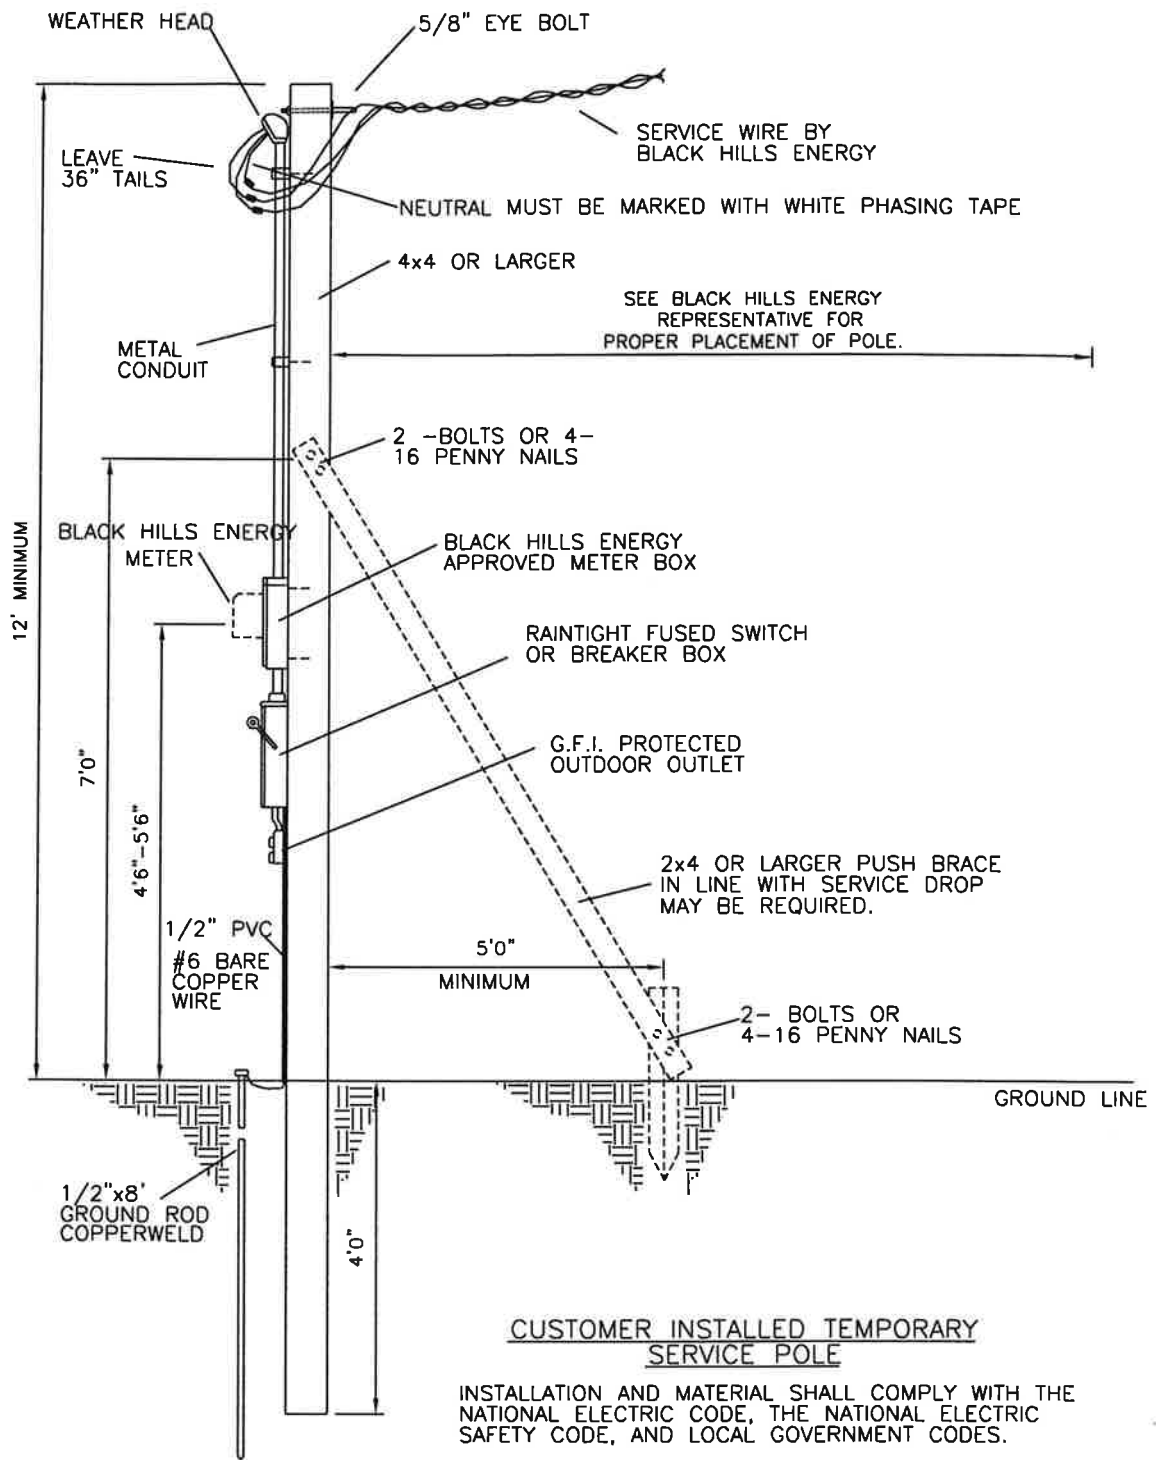 WEATHER HEAD
5/8" EYE BOLT
SERVICE WIRE BY
BLACK HILLS ENERGY
LEAVE
36" TAILS
NEUTRAL MUST BE MARKED WITH WHITE PHASING TAPE
4x4 OR LARGER
SEE BLACK HILLS ENERGY
REPRESENTATIVE FOR
PROPER PLACEMENT OF POLE.
METAL
CONDUIT
2 -BOLTS OR 4-
16 PENNY NAILS
12' MINIMUM
BLACK HILLS ENERGY
METER
BLACK HILLS ENERGY
APPROVED METER BOX
RAINTIGHT FUSED SWITCH
OR BREAKER BOX
7'0"
G.F.I. PROTECTED
OUTDOOR OUTLET
4'6"-5'6"
2x4 OR LARGER PUSH BRACE
IN LINE WITH SERVICE DROP
MAY BE REQUIRED.
1/2" PVC
#6 BARE
COPPER
WIRE
5'0"
MINIMUM
2- BOLTS OR
4-16 PENNY NAILS
GROUND LINE
1/2"x8'
GROUND ROD
COPPERWELD
4'0"
CUSTOMER INSTALLED TEMPORARY
SERVICE POLE
INSTALLATION AND MATERIAL SHALL COMPLY WITH THE
NATIONAL ELECTRIC CODE, THE NATIONAL ELECTRIC
SAFETY CODE, AND LOCAL GOVERNMENT CODES.